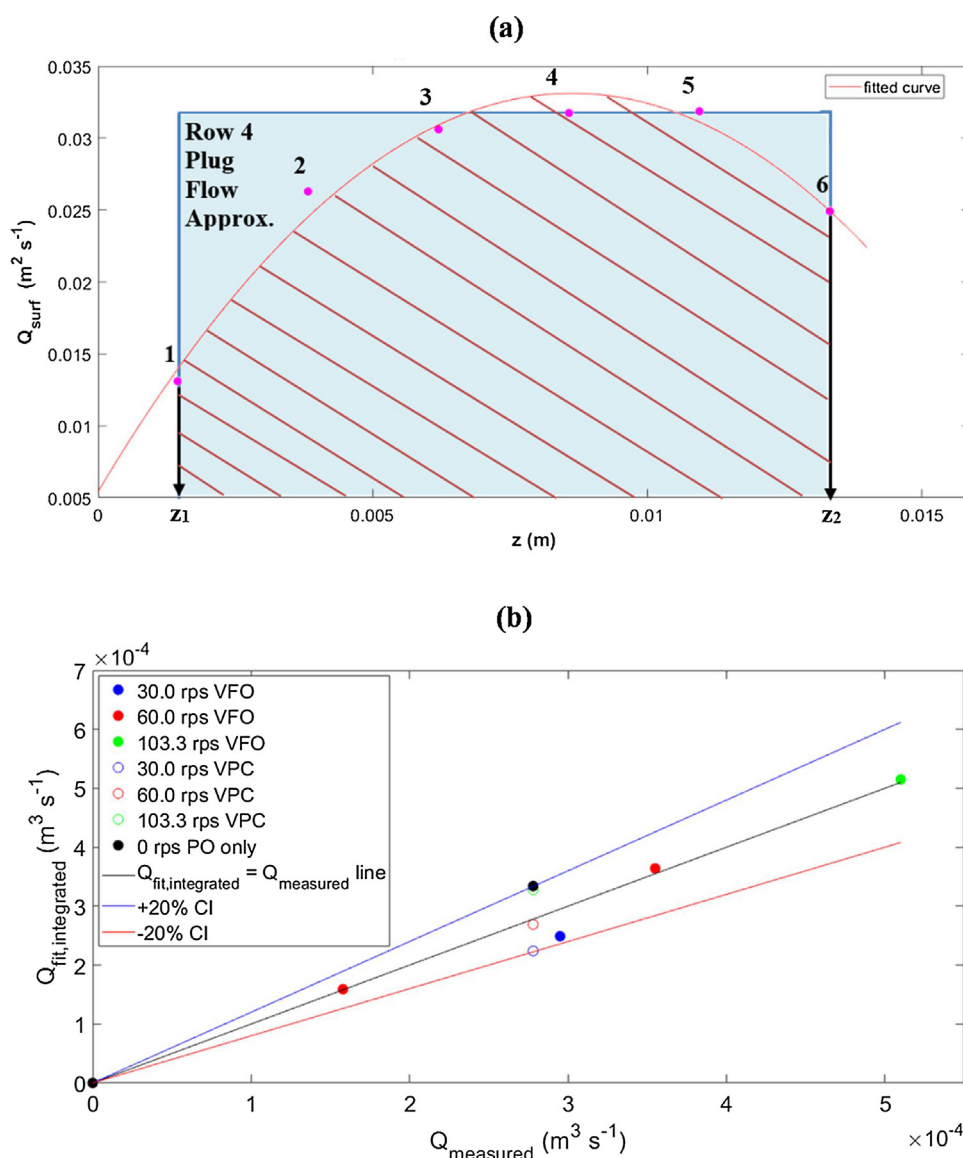 (a)
0.035
0.03
0.025
0.02
0.015
0.01
0.005
Q_surf (m² s⁻¹)
fitted curve
Row 4
Plug
Flow
Approx.
1
2
3
4
5
6
0
z₁
0.005
0.01
z₂
0.015
z (m)
(b)
×10⁻⁴
7
6
5
4
3
2
1
0
Q_fit,integrated (m³ s⁻¹)
30.0 rps VFO
60.0 rps VFO
103.3 rps VFO
30.0 rps VPC
60.0 rps VPC
103.3 rps VPC
0 rps PO only
Q_fit,integrated = Q_measured line
+20% CI
-20% CI
0
1
2
3
4
5
×10⁻⁴
Q_measured (m³ s⁻¹)